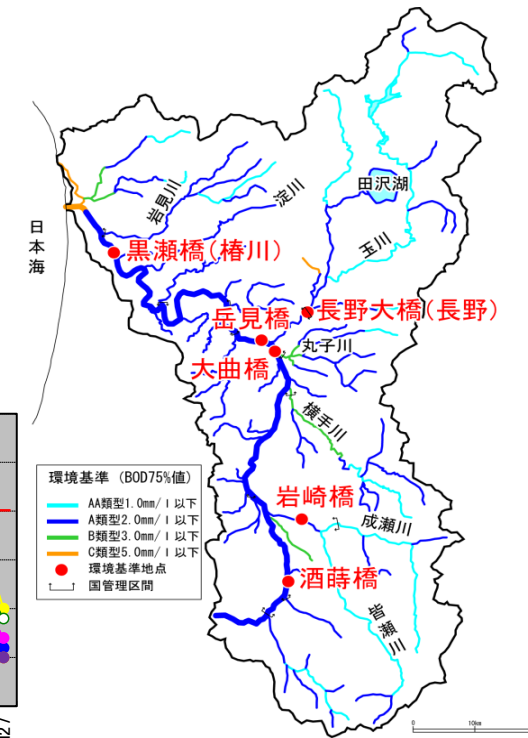 岩見川
淀川
田沢湖
日本海
玉川
黒瀬橋(椿川)
長野大橋(長野)
岳見橋
丸子川
大曲橋
横手川
環境基準 (BOD75%値)
AA類型1.0mm/l以下
A類型2.0mm/l以下
B類型3.0mm/l以下
C類型5.0mm/l以下
環境基準地点
国管理区間
岩崎橋
成瀬川
酒蒔橋
皆瀬川
0 10km